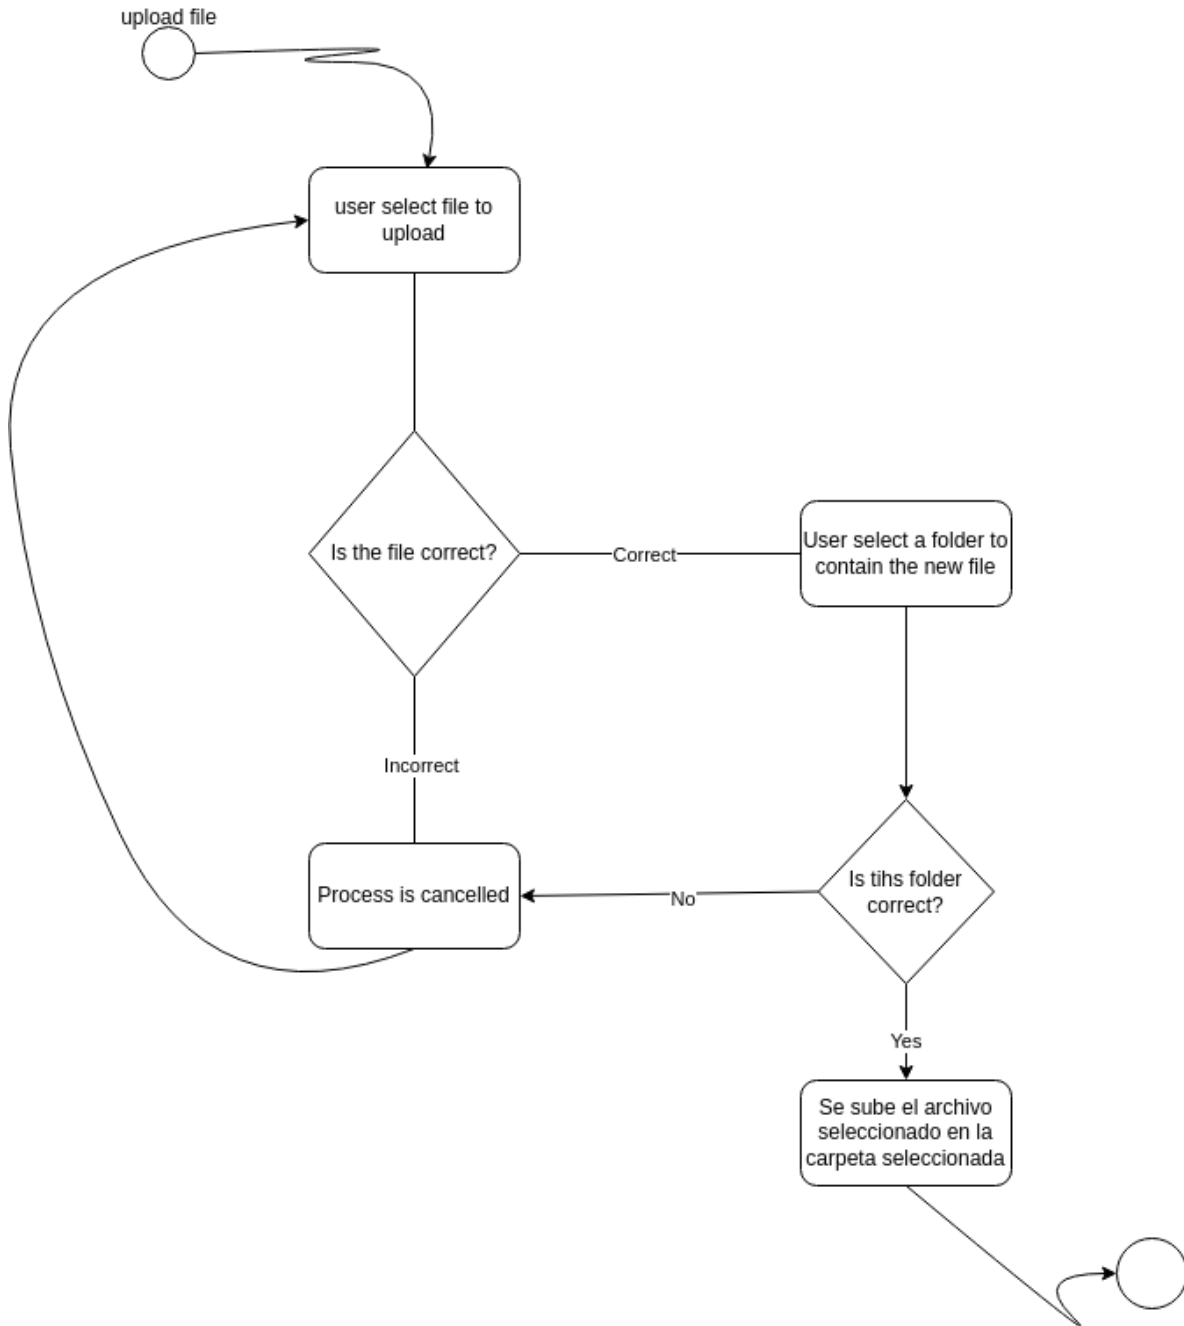 upload file
user select file to
upload
Is the file correct?
Correct
User select a folder to
contain the new file
Incorrect
Process is cancelled
No
Is tihs folder
correct?
Yes
Se sube el archivo
seleccionado en la
carpeta seleccionada